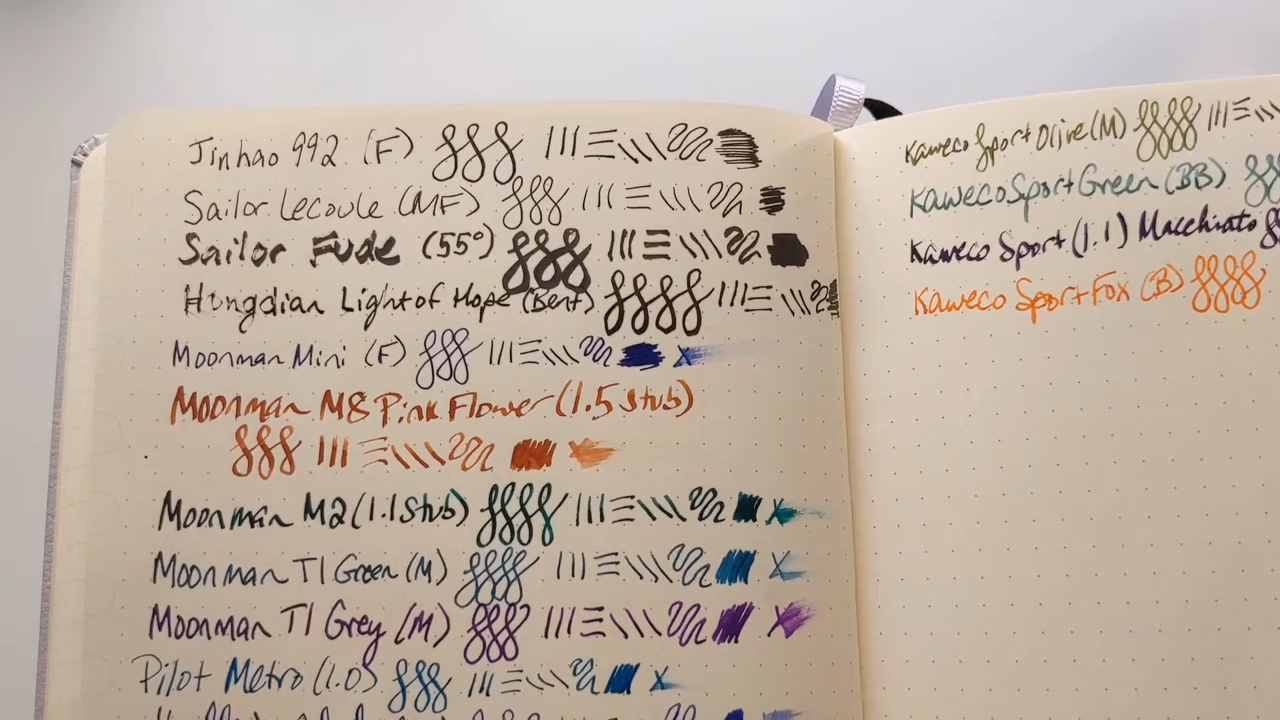 Jinhao 992 (F)
Sailor Lecoule (MF)
Sailor Fude (55°)
Hongdian Light of Hope (Bent)
Moonman Mini (F)
Moonman M8 Pink Flower (1.5 Stub)
Moonman M2 (1.1 Stub)
Moonman T1 Green (M)
Moonman T1 Grey (M)
Pilot Metro (1.0)
Kaweco Sport Olive (M)
Kaweco Sport Green (BB)
Kaweco Sport (1.1) Macchiato
Kaweco Sport Fox (B)